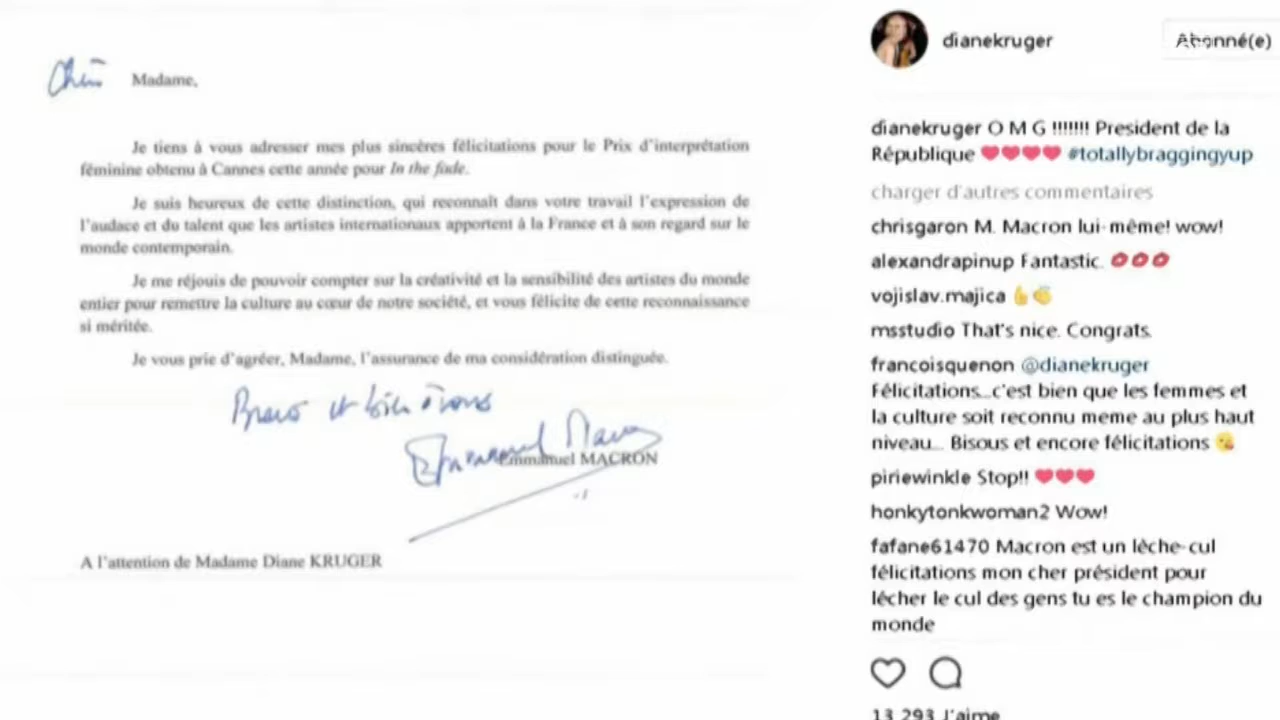 Chère Madame,
Je tiens à vous adresser mes plus sincères félicitations pour le Prix d'interprétation
féminine obtenu à Cannes cette année pour In the fade.
Je suis heureux de cette distinction, qui reconnaît dans votre travail l'expression de
l'audace et du talent que les artistes internationaux apportent à la France et à son regard sur le
monde contemporain.
Je me réjouis de pouvoir compter sur la créativité et la sensibilité des artistes du monde
entier pour remettre la culture au cœur de notre société, et vous félicite de cette reconnaissance
si méritée.
Je vous prie d'agréer, Madame, l'assurance de ma considération distinguée.
Bravo et bien à vous
Emmanuel Macron
Emmanuel MACRON
A l'attention de Madame Diane KRUGER
dianekruger
Abonné(e)
dianekruger O M G !!!!!!! President de la
République ❤❤❤❤ #totallybraggingyup
charger d'autres commentaires
chrisgaron M. Macron lui-même! wow!
alexandrapinup Fantastic. 💋💋💋
vojislav.majica 👍👏
msstudio That's nice. Congrats.
francoisquenon @dianekruger
Félicitations...c'est bien que les femmes et
la culture soit reconnu meme au plus haut
niveau... Bisous et encore félicitations 😘
piriewinkle Stop!! ❤❤❤
honkytonkwoman2 Wow!
fafane61470 Macron est un lèche-cul
félicitations mon cher président pour
lécher le cul des gens tu es le champion du
monde
13 293 J'aime